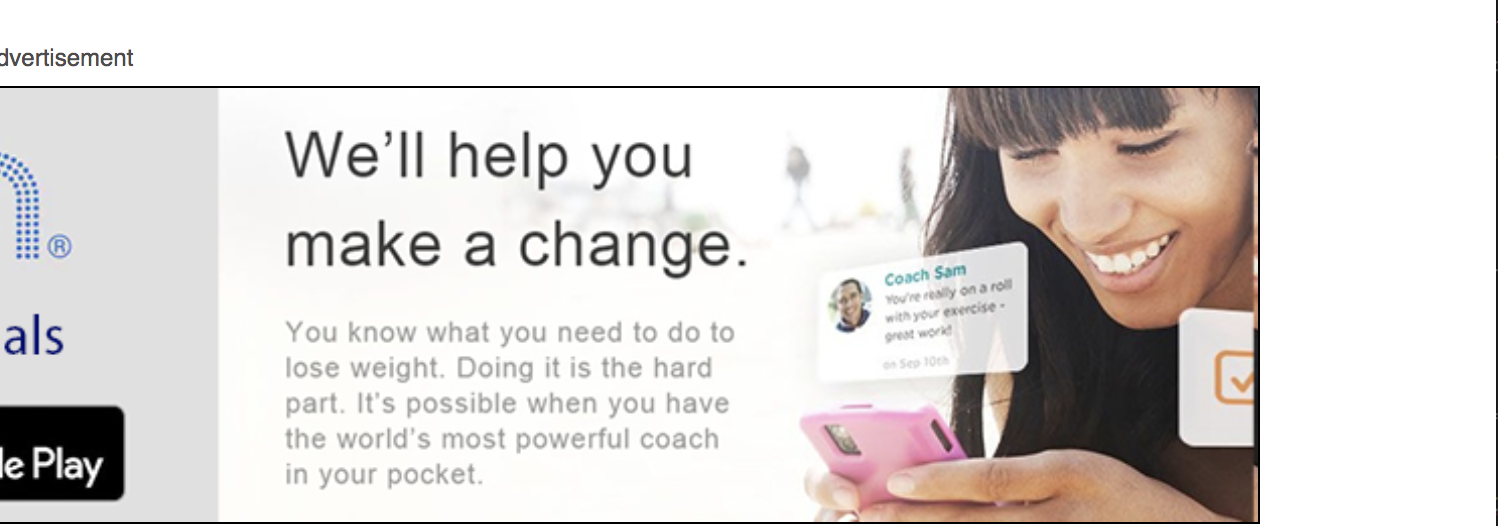 dvertisement
®
als
le Play
We’ll help you
make a change.
You know what you need to do to
lose weight. Doing it is the hard
part. It’s possible when you have
the world’s most powerful coach
in your pocket.
Coach Sam
You're really on a roll
with your exercise -
great work!
on Sep 10th